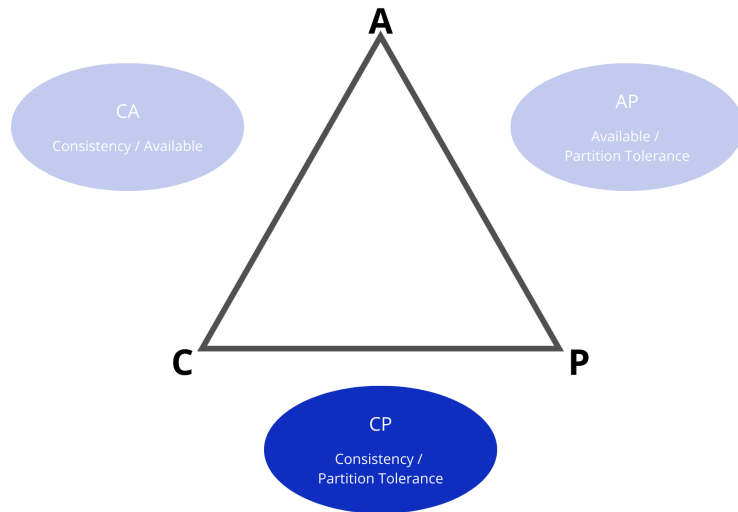 A
CA
Consistency / Available
AP
Available /
Partition Tolerance
C
P
CP
Consistency /
Partition Tolerance